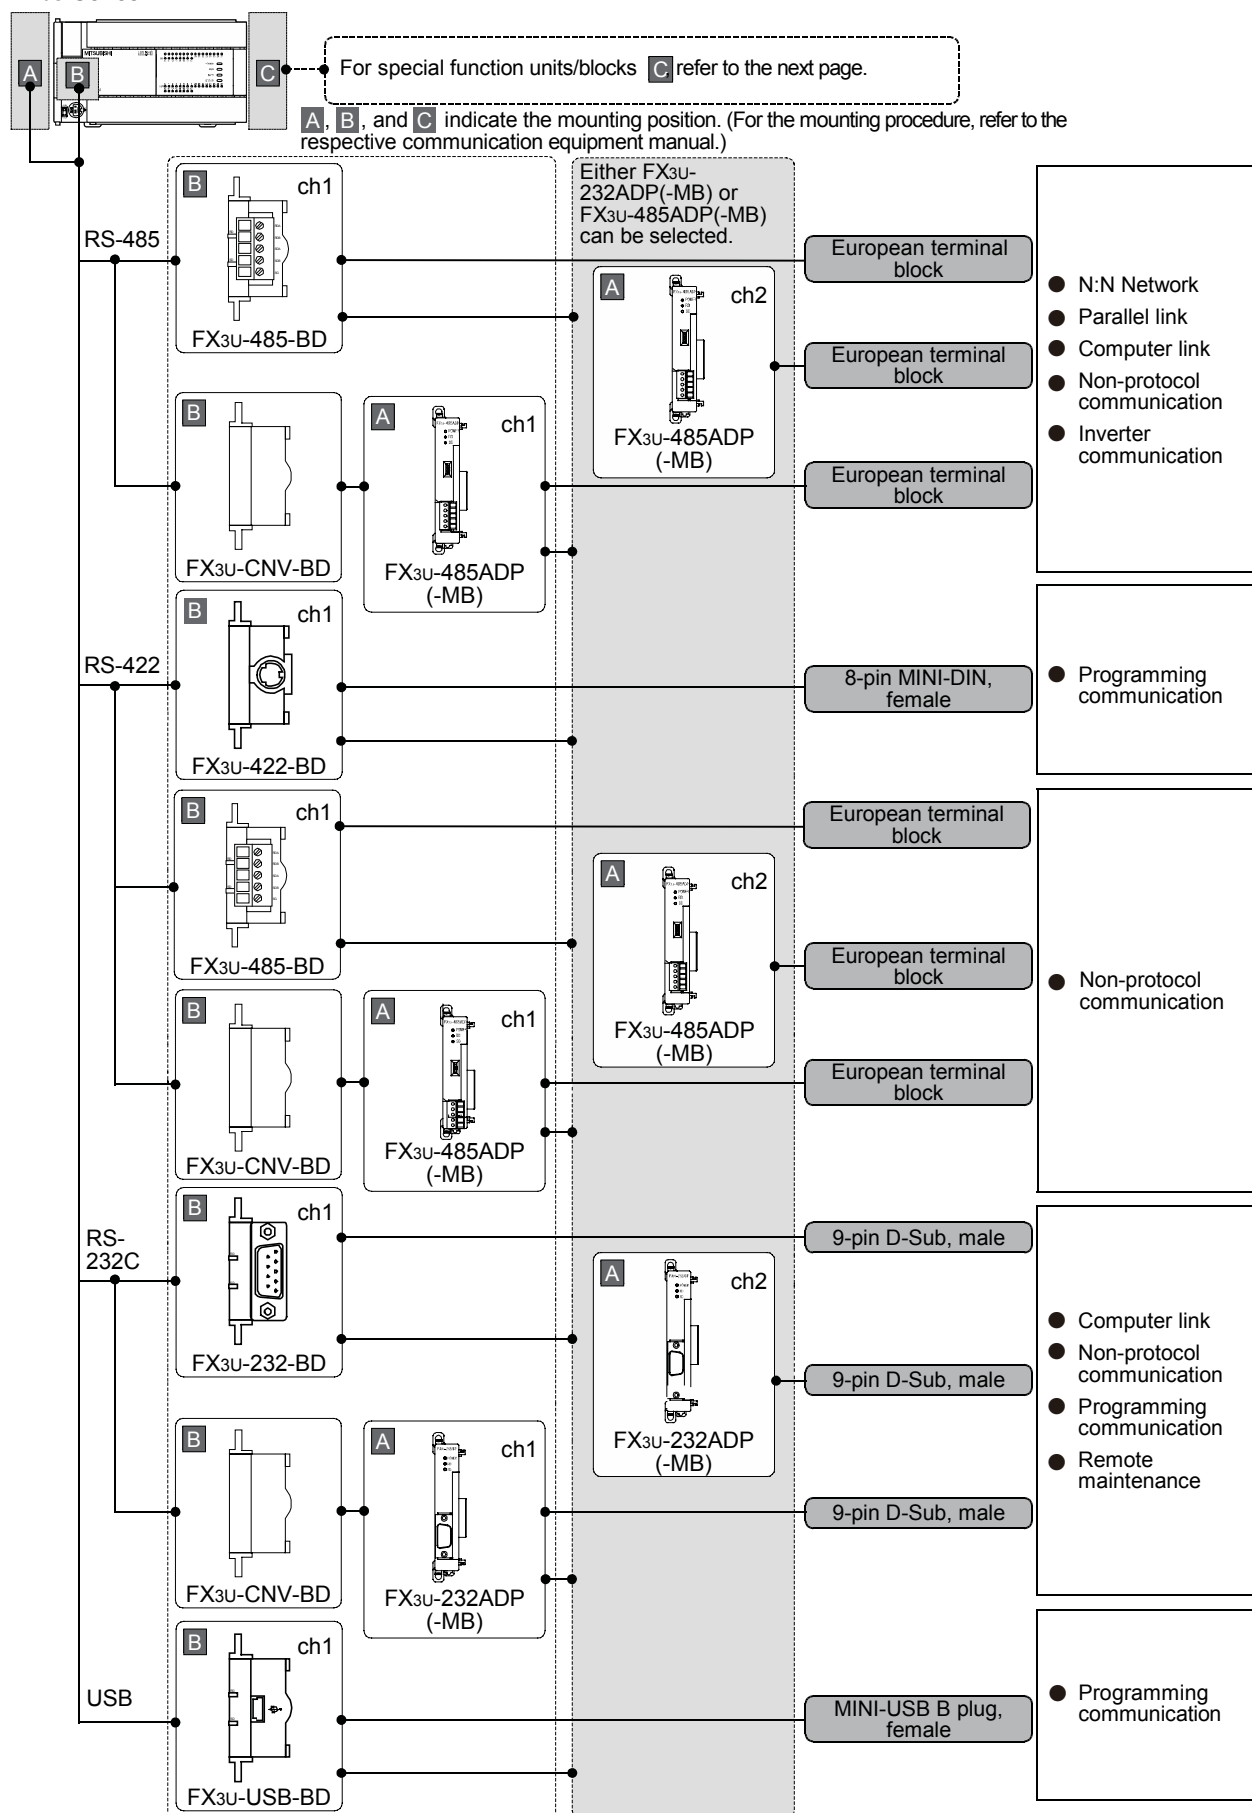 MITSUBISHI
A
B
C
For special function units/blocks C, refer to the next page.
A, B, and C indicate the mounting position. (For the mounting procedure, refer to the
respective communication equipment manual.)
Either FX3U-
232ADP(-MB) or
FX3U-485ADP(-MB)
can be selected.
RS-485
B
ch1
FX3U-485-BD
European terminal
block
A
ch2
FX3U-485ADP
(-MB)
European terminal
block
B
FX3U-CNV-BD
A
ch1
FX3U-485ADP
(-MB)
European terminal
block
N:N Network
Parallel link
Computer link
Non-protocol
communication
Inverter
communication
RS-422
B
ch1
FX3U-422-BD
8-pin MINI-DIN,
female
Programming
communication
B
ch1
FX3U-485-BD
European terminal
block
A
ch2
FX3U-485ADP
(-MB)
European terminal
block
B
FX3U-CNV-BD
A
ch1
FX3U-485ADP
(-MB)
European terminal
block
Non-protocol
communication
RS-
232C
B
ch1
FX3U-232-BD
9-pin D-Sub, male
A
ch2
FX3U-232ADP
(-MB)
9-pin D-Sub, male
B
FX3U-CNV-BD
A
ch1
FX3U-232ADP
(-MB)
9-pin D-Sub, male
Computer link
Non-protocol
communication
Programming
communication
Remote
maintenance
USB
B
ch1
FX3U-USB-BD
MINI-USB B plug,
female
Programming
communication